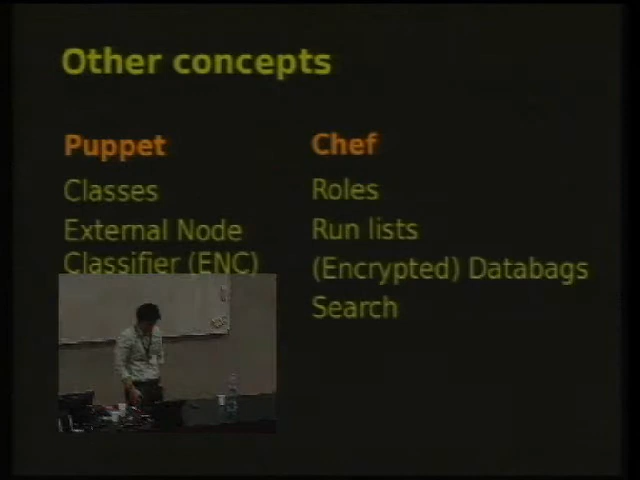 Other concepts
Puppet
Classes
External Node
Classifier (ENC)
Chef
Roles
Run lists
(Encrypted) Databags
Search